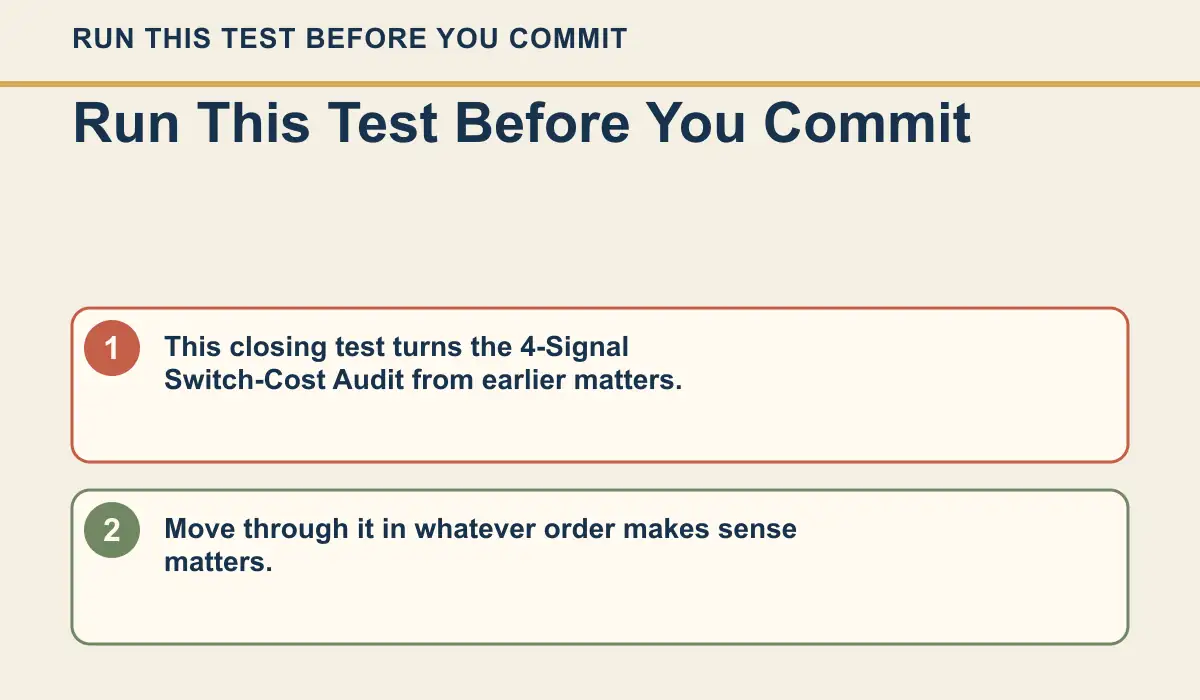 RUN THIS TEST BEFORE YOU COMMIT
Run This Test Before You Commit
1
This closing test turns the 4-Signal
Switch-Cost Audit from earlier matters.
2
Move through it in whatever order makes sense
matters.